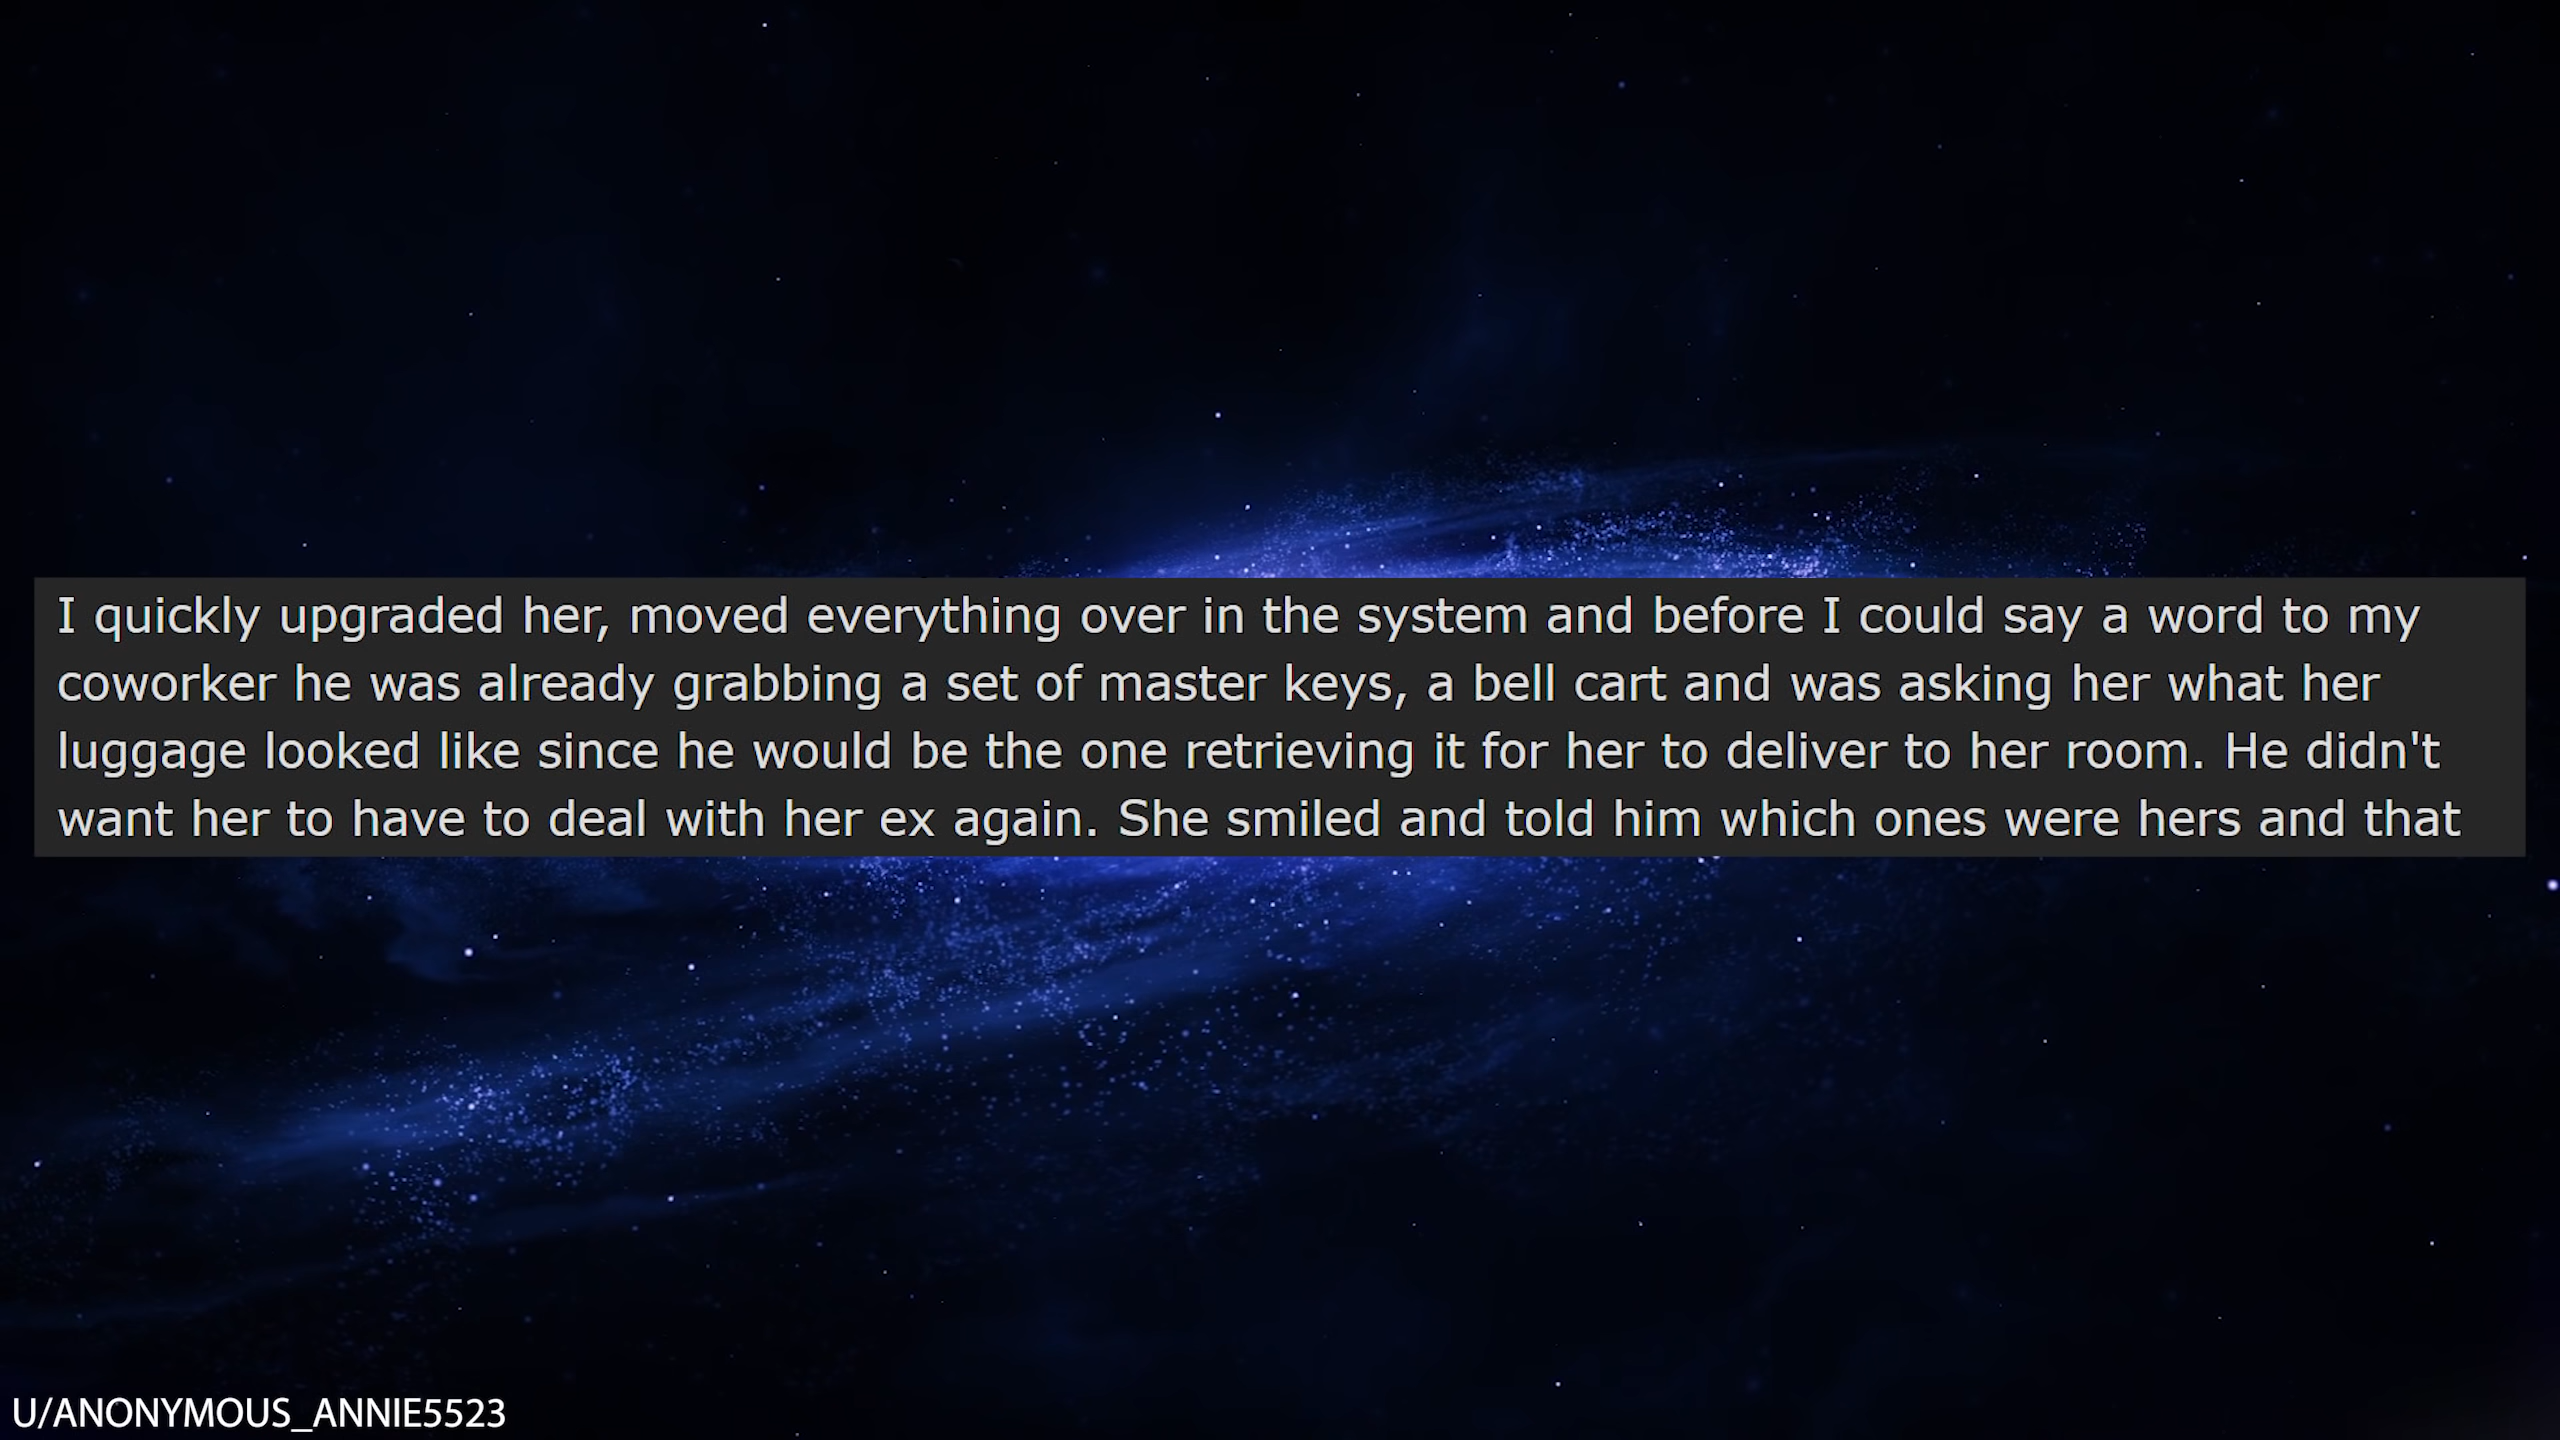 I quickly upgraded her, moved everything over in the system and before I could say a word to my
coworker he was already grabbing a set of master keys, a bell cart and was asking her what her
luggage looked like since he would be the one retrieving it for her to deliver to her room. He didn't
want her to have to deal with her ex again. She smiled and told him which ones were hers and that
U/ANONYMOUS_ANNIE5523